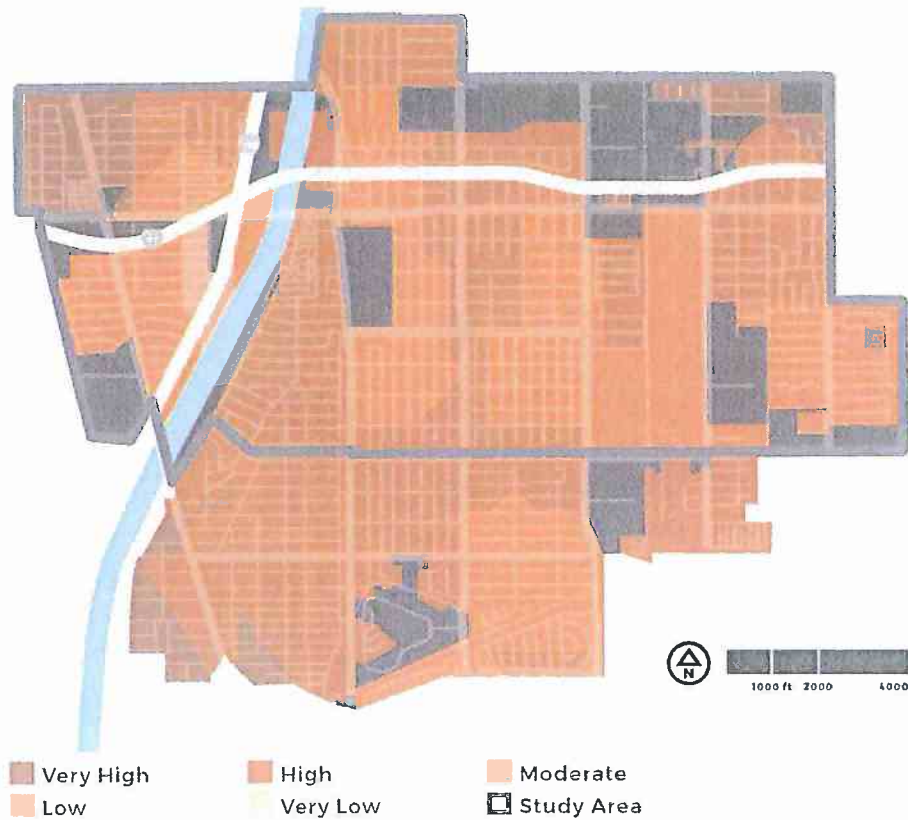 N
1000 ft 2000 4000
Very High
High
Moderate
Low
Very Low
Study Area